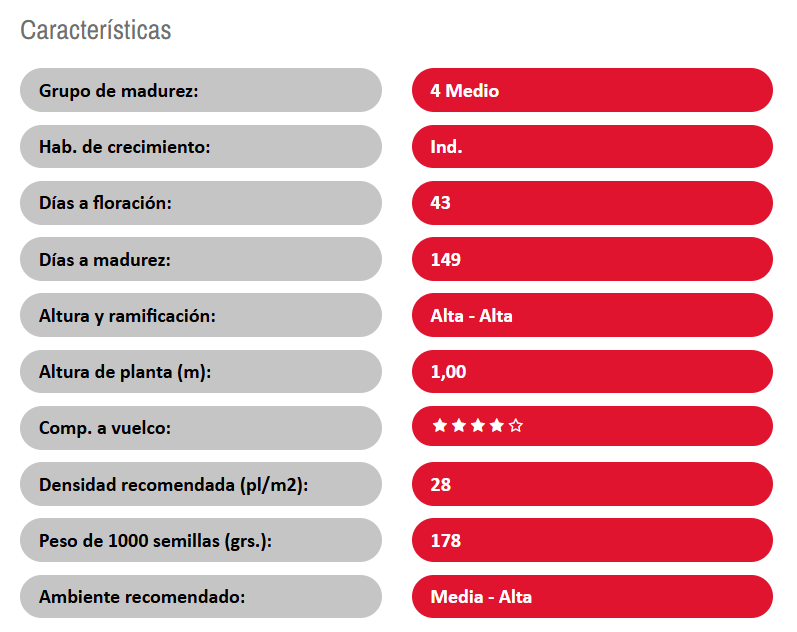 Características
Grupo de madurez: 4 Medio
Hab. de crecimiento: Ind.
Días a floración: 43
Días a madurez: 149
Altura y ramificación: Alta - Alta
Altura de planta (m): 1,00
Comp. a vuelco: ★★★★☆
Densidad recomendada (pl/m2): 28
Peso de 1000 semillas (grs.): 178
Ambiente recomendado: Media - Alta